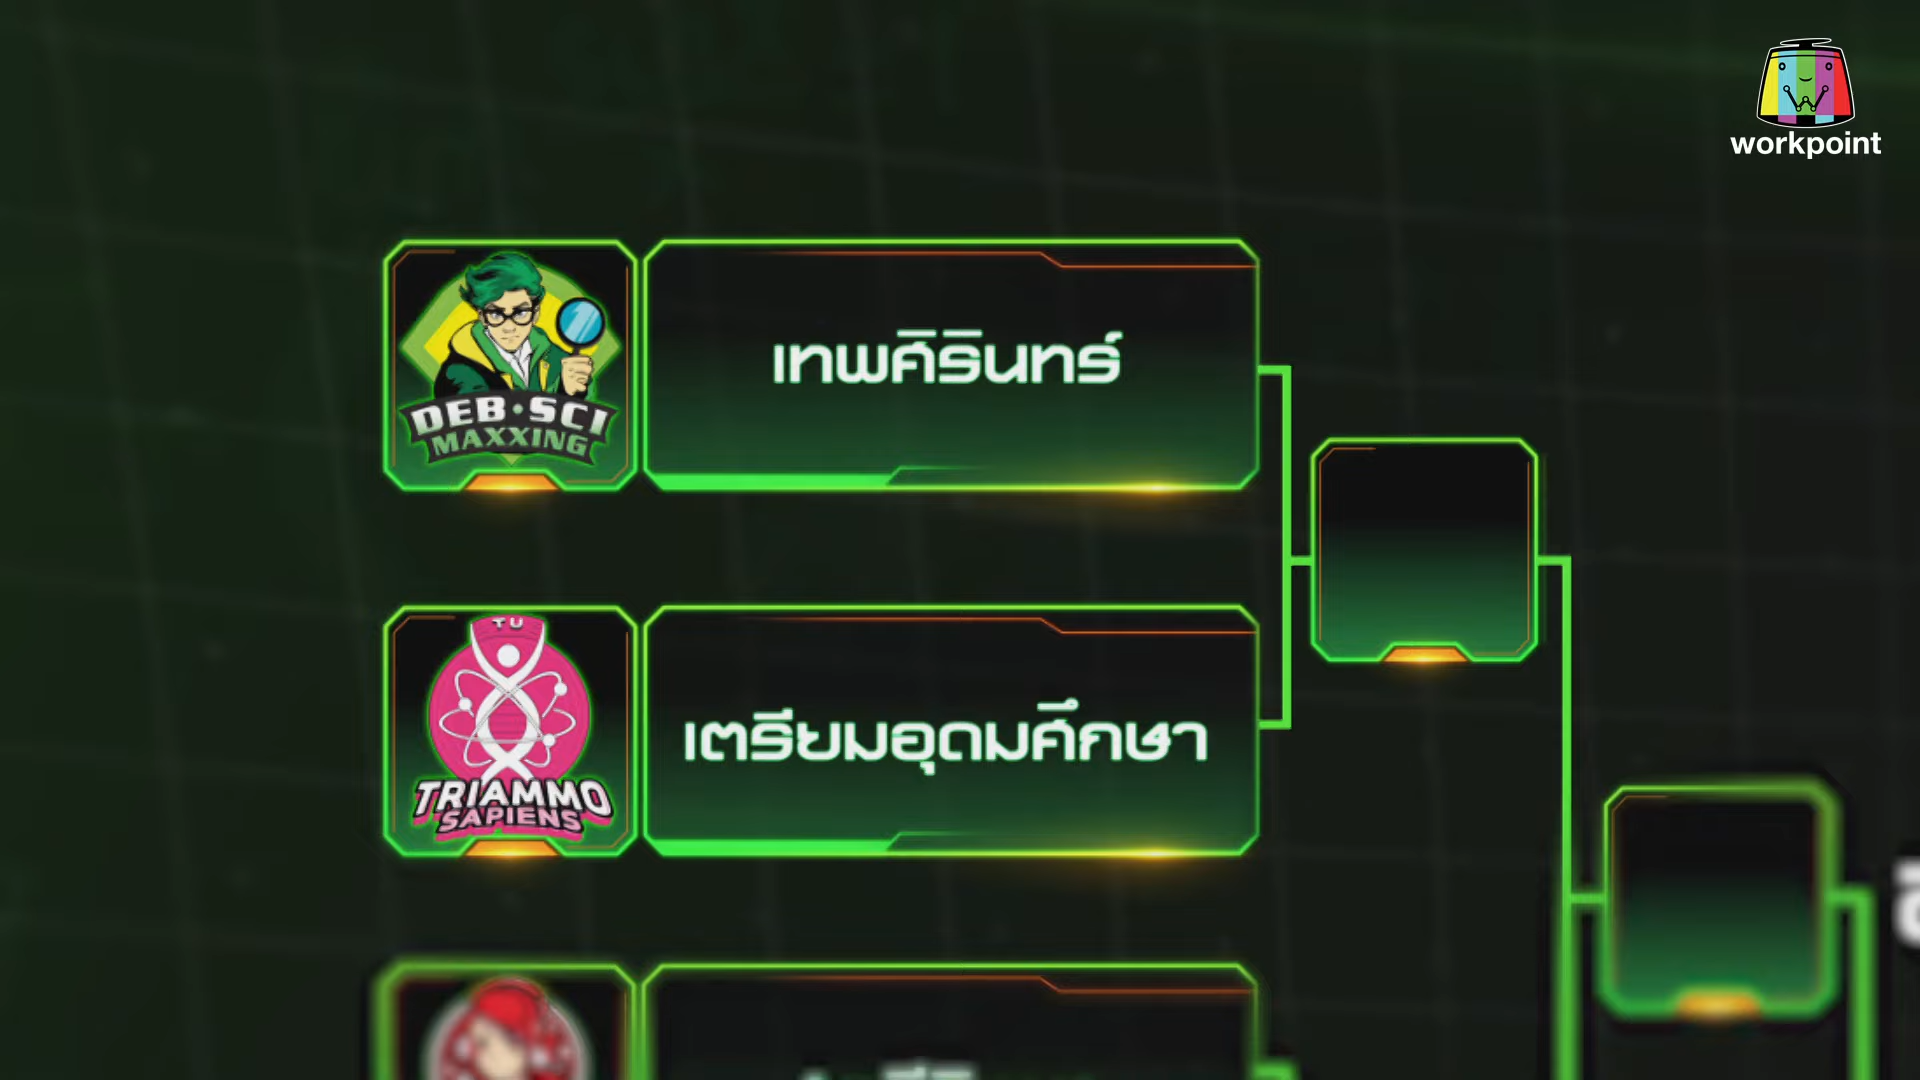 workpoint
DEB·SCI
MAXXING
เทพศิรินทร์
TU
TRIAMMO
SAPIENS
เตรียมอุดมศึกษา